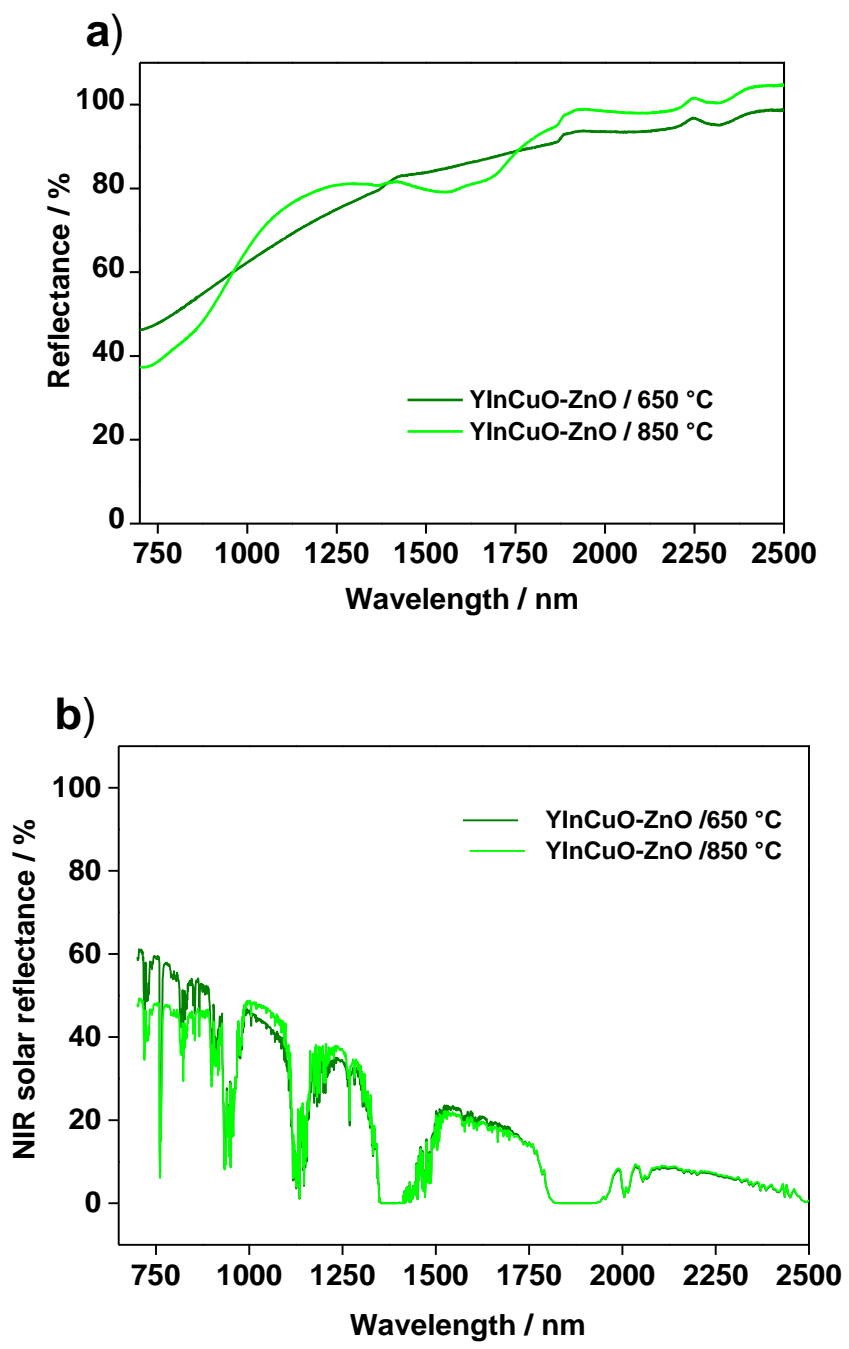 a)
100
80
60
40
20
0
Reflectance / %
YInCuO-ZnO / 650 °C
YInCuO-ZnO / 850 °C
750 1000 1250 1500 1750 2000 2250 2500
Wavelength / nm
b)
100
80
60
40
20
0
NIR solar reflectance / %
YInCuO-ZnO /650 °C
YInCuO-ZnO /850 °C
750 1000 1250 1500 1750 2000 2250 2500
Wavelength / nm